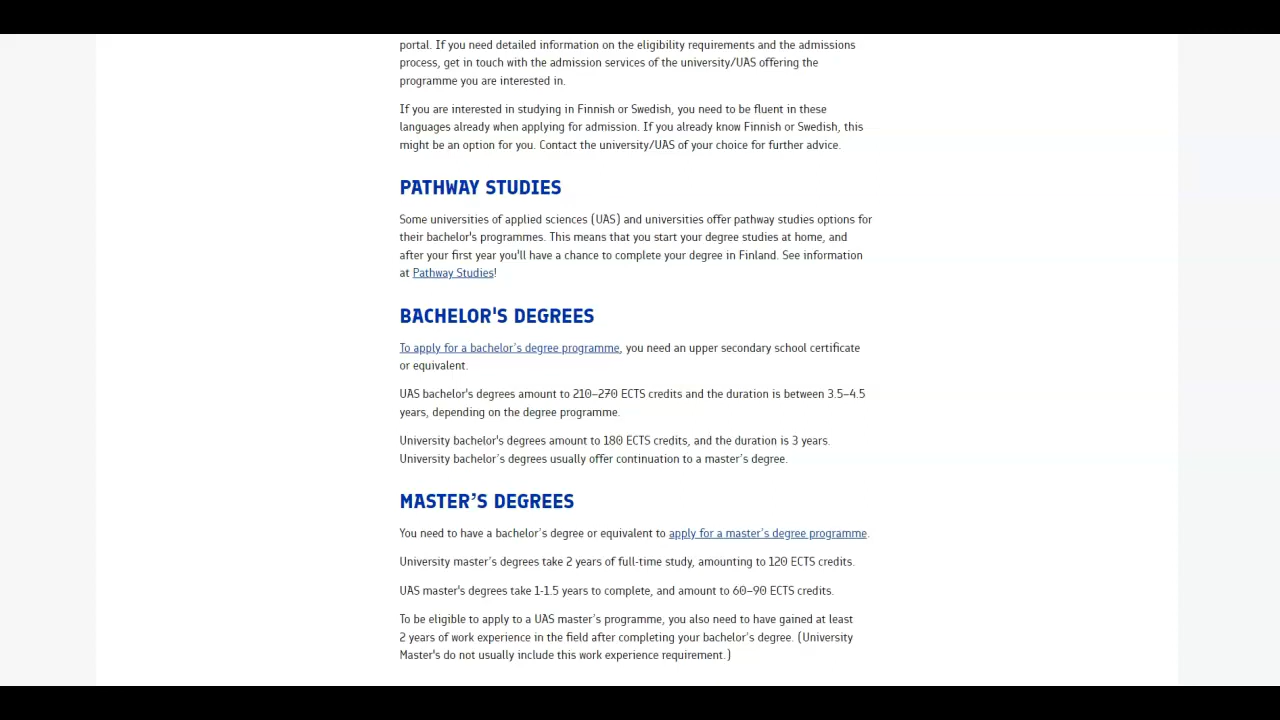 portal. If you need detailed information on the eligibility requirements and the admissions
process, get in touch with the admission services of the university/UAS offering the
programme you are interested in.
If you are interested in studying in Finnish or Swedish, you need to be fluent in these
languages already when applying for admission. If you already know Finnish or Swedish, this
might be an option for you. Contact the university/UAS of your choice for further advice.
PATHWAY STUDIES
Some universities of applied sciences (UAS) and universities offer pathway studies options for
their bachelor's programmes. This means that you start your degree studies at home, and
after your first year you'll have a chance to complete your degree in Finland. See information
at Pathway Studies!
BACHELOR'S DEGREES
To apply for a bachelor's degree programme, you need an upper secondary school certificate
or equivalent.
UAS bachelor's degrees amount to 210–270 ECTS credits and the duration is between 3.5–4.5
years, depending on the degree programme.
University bachelor's degrees amount to 180 ECTS credits, and the duration is 3 years.
University bachelor's degrees usually offer continuation to a master's degree.
MASTER’S DEGREES
You need to have a bachelor's degree or equivalent to apply for a master's degree programme.
University master's degrees take 2 years of full-time study, amounting to 120 ECTS credits.
UAS master's degrees take 1-1.5 years to complete, and amount to 60–90 ECTS credits.
To be eligible to apply to a UAS master's programme, you also need to have gained at least
2 years of work experience in the field after completing your bachelor's degree. (University
Master's do not usually include this work experience requirement.)